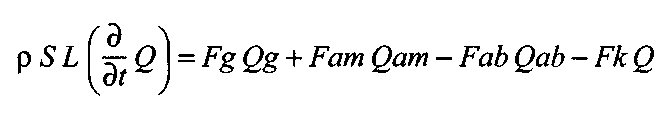 ρ S L (∂/∂t Q) = Fg Qg + Fam Qam − Fab Qab − Fk Q